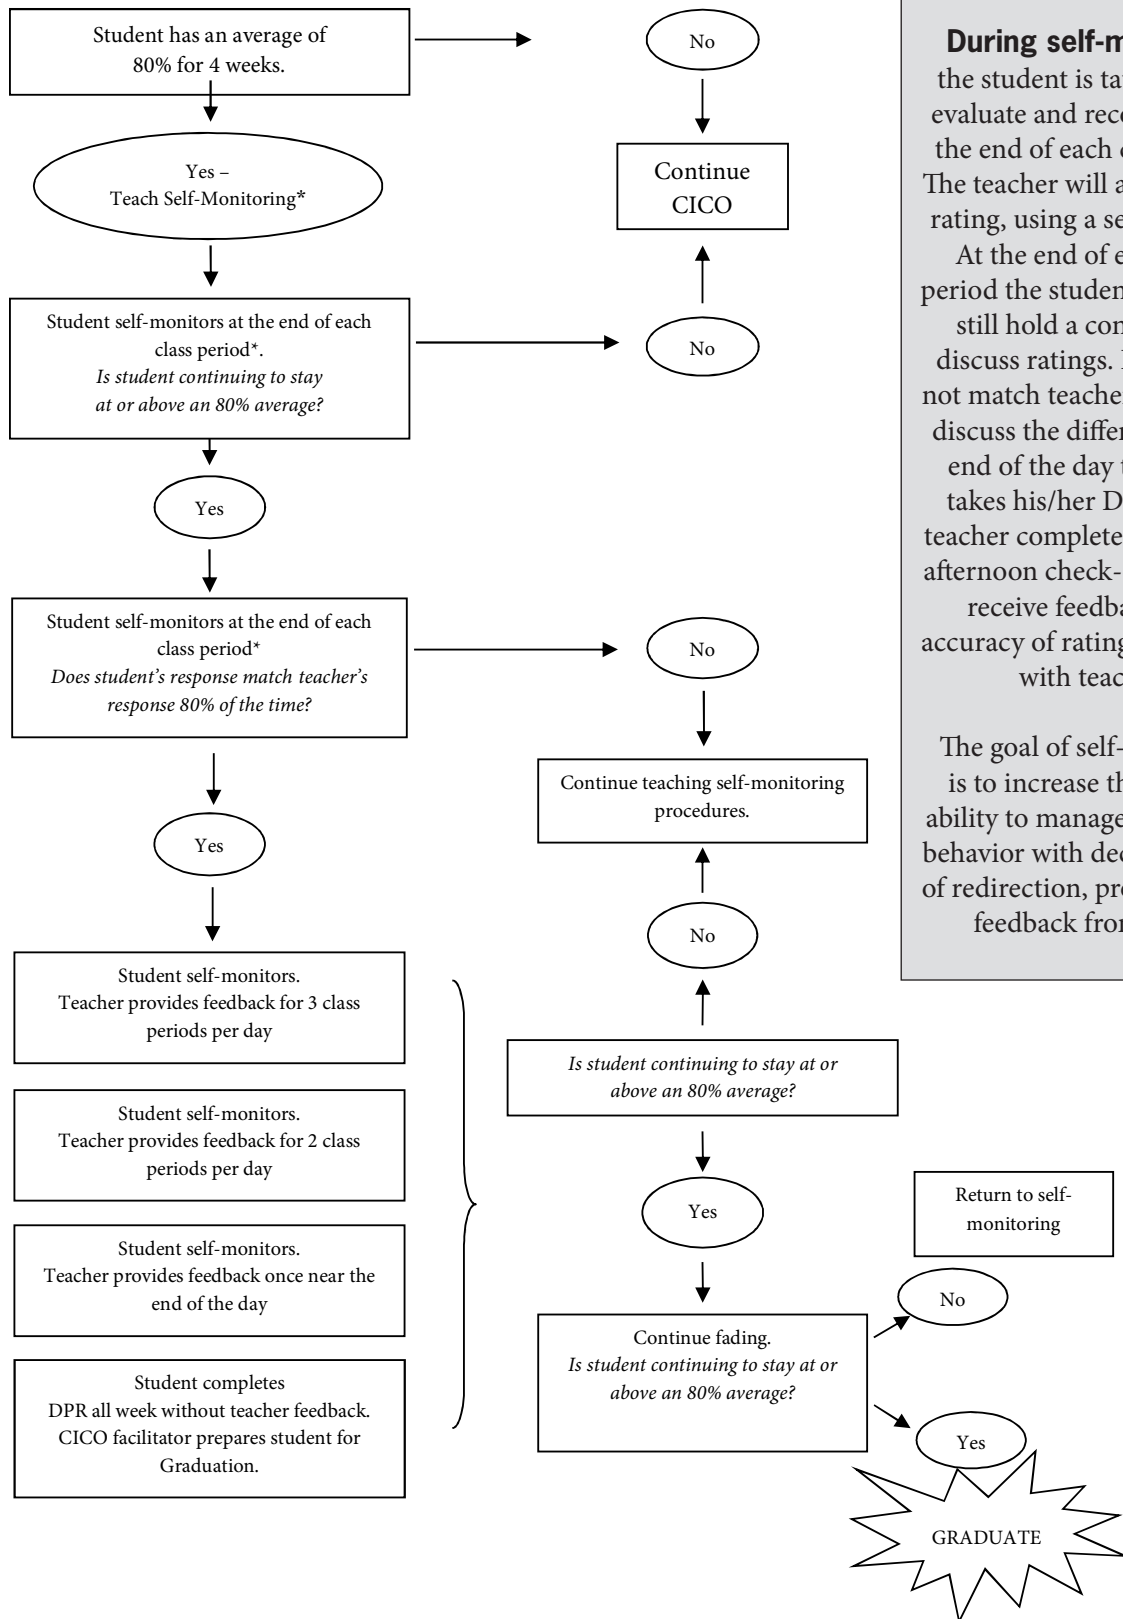 Student has an average of
80% for 4 weeks.
No
Yes –
Teach Self-Monitoring*
Continue
CICO
Student self-monitors at the end of each
class period*.
Is student continuing to stay
at or above an 80% average?
No
Yes
Student self-monitors at the end of each
class period*
Does student's response match teacher's
response 80% of the time?
No
Continue teaching self-monitoring
procedures.
Yes
No
Student self-monitors.
Teacher provides feedback for 3 class
periods per day
Student self-monitors.
Teacher provides feedback for 2 class
periods per day
Student self-monitors.
Teacher provides feedback once near the
end of the day
Student completes
DPR all week without teacher feedback.
CICO facilitator prepares student for
Graduation.
Is student continuing to stay at or
above an 80% average?
Yes
Return to self-
monitoring
No
Continue fading.
Is student continuing to stay at or
above an 80% average?
Yes
GRADUATE
During self-m
the student is ta
evaluate and rec
the end of each
The teacher will a
rating, using a se
At the end of e
period the studen
still hold a con
discuss ratings.
not match teache
discuss the differ
end of the day t
takes his/her D
teacher complete
afternoon check-
receive feedba
accuracy of rating
with teac
The goal of self-
is to increase th
ability to manage
behavior with dec
of redirection, pro
feedback from